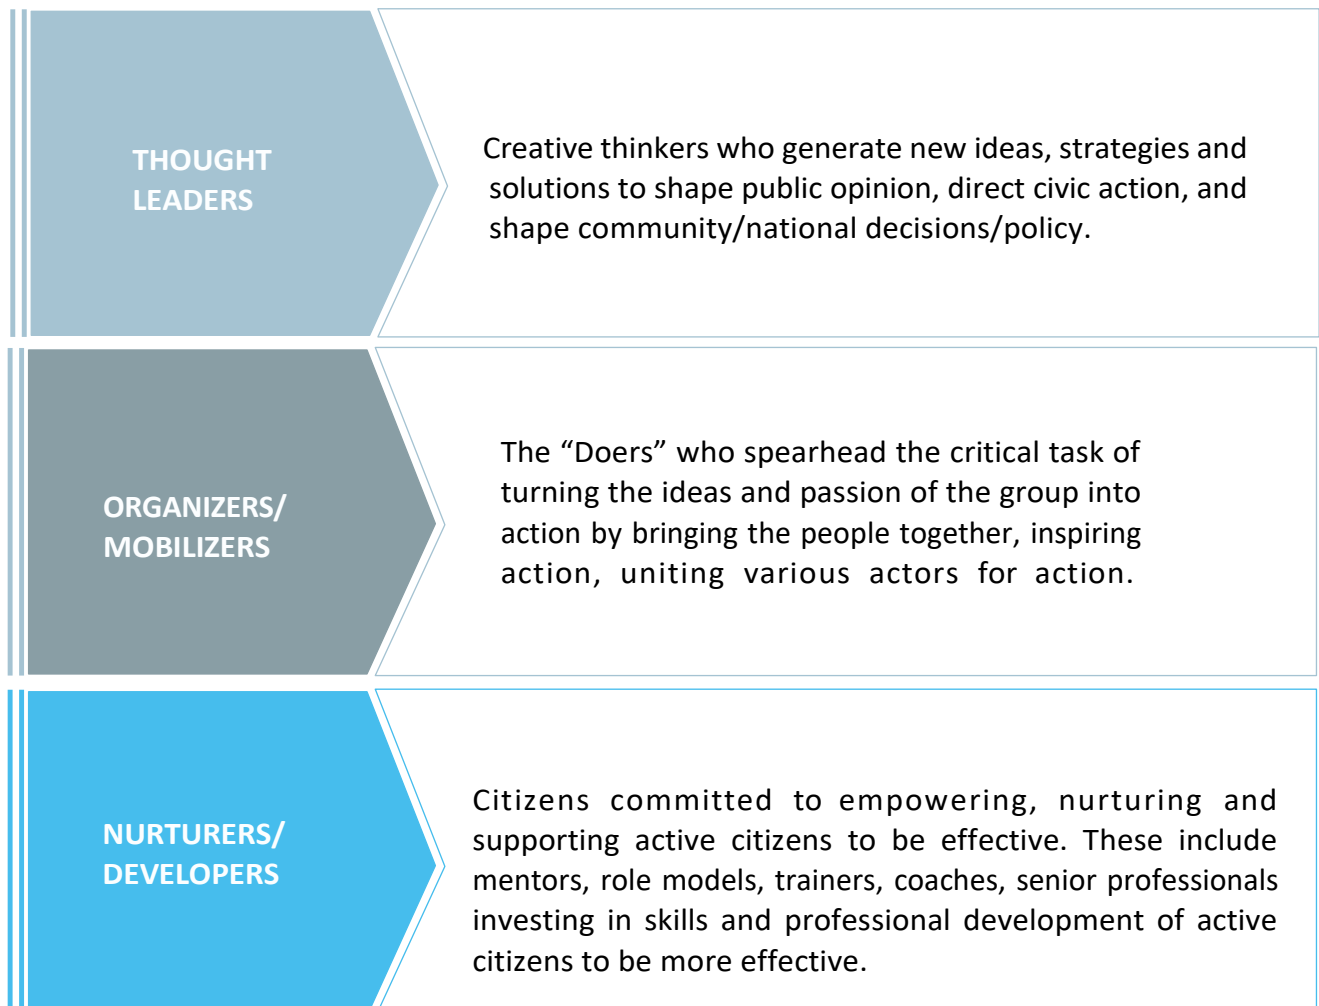 THOUGHT
LEADERS
Creative thinkers who generate new ideas, strategies and
solutions to shape public opinion, direct civic action, and
shape community/national decisions/policy.
ORGANIZERS/
MOBILIZERS
The “Doers” who spearhead the critical task of
turning the ideas and passion of the group into
action by bringing the people together, inspiring
action, uniting various actors for action.
NURTURERS/
DEVELOPERS
Citizens committed to empowering, nurturing and
supporting active citizens to be effective. These include
mentors, role models, trainers, coaches, senior professionals
investing in skills and professional development of active
citizens to be more effective.